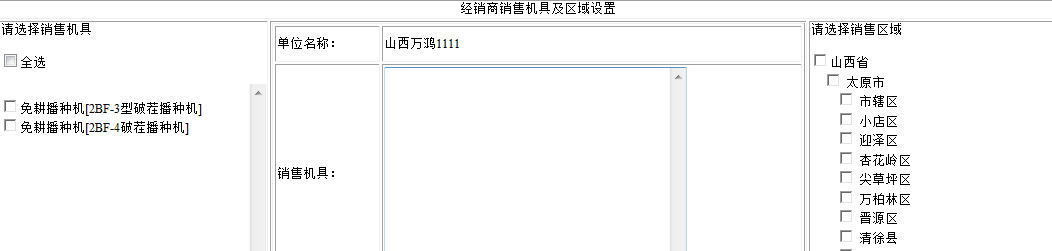 经销商销售机具及区域设置
请选择销售机具
全选
免耕播种机[2BF-3型破茬播种机]
免耕播种机[2BF-4破茬播种机]
单位名称:
山西万鸿1111
销售机具:
请选择销售区域
山西省
太原市
市辖区
小店区
迎泽区
杏花岭区
尖草坪区
万柏林区
晋源区
清徐县